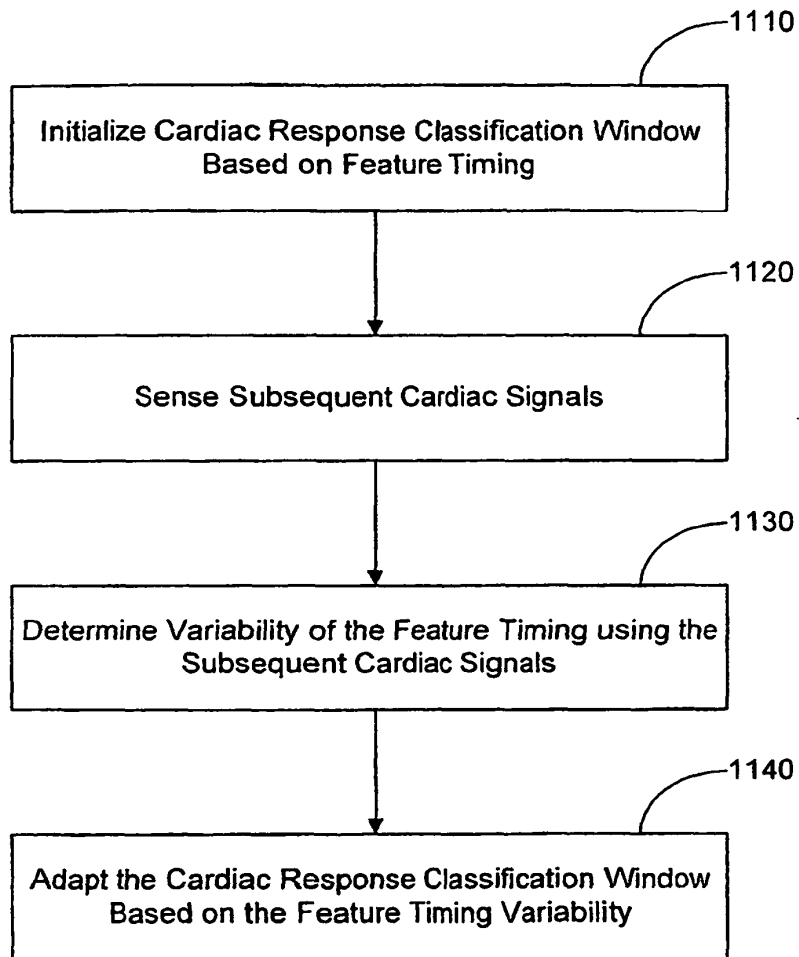 1110
Initialize Cardiac Response Classification Window
Based on Feature Timing
1120
Sense Subsequent Cardiac Signals
1130
Determine Variability of the Feature Timing using the
Subsequent Cardiac Signals
1140
Adapt the Cardiac Response Classification Window
Based on the Feature Timing Variability